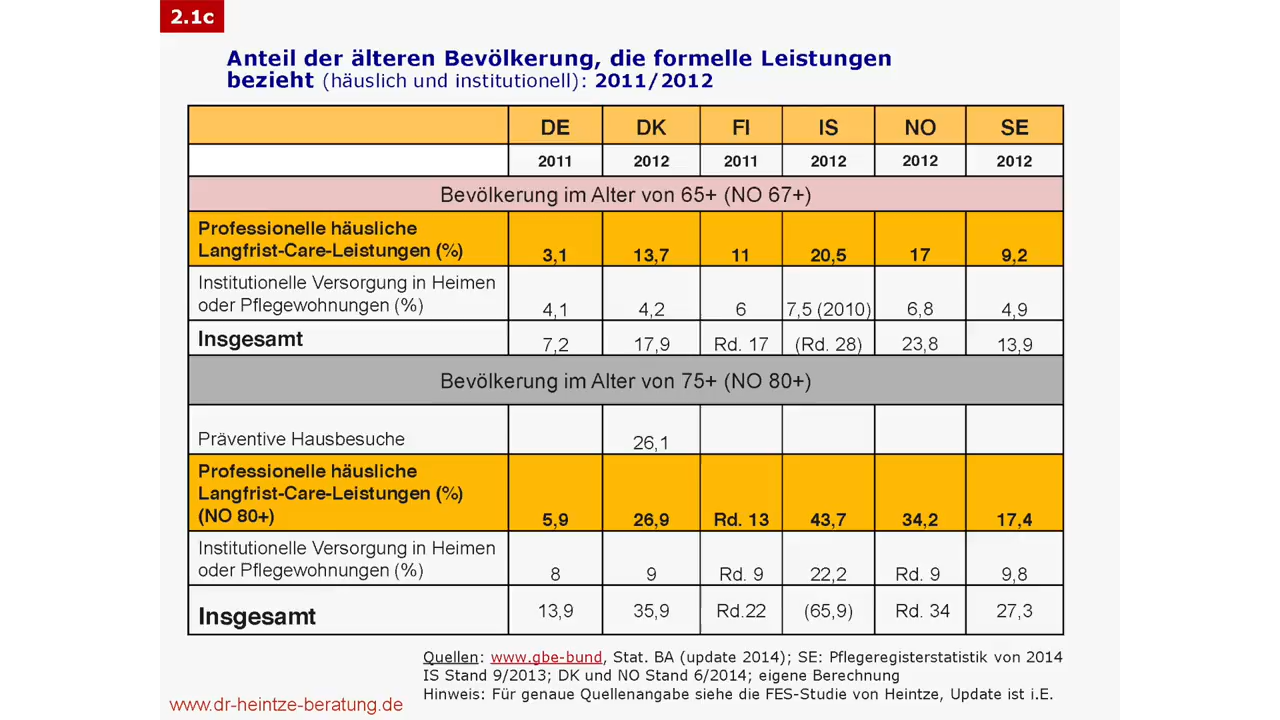 2.1c
Anteil der älteren Bevölkerung, die formelle Leistungen
bezieht (häuslich und institutionell): 2011/2012
DE DK FI IS NO SE
2011 2012 2011 2012 2012 2012
Bevölkerung im Alter von 65+ (NO 67+)
Professionelle häusliche
Langfrist-Care-Leistungen (%) 3,1 13,7 11 20,5 17 9,2
Institutionelle Versorgung in Heimen
oder Pflegewohnungen (%) 4,1 4,2 6 7,5 (2010) 6,8 4,9
Insgesamt 7,2 17,9 Rd. 17 (Rd. 28) 23,8 13,9
Bevölkerung im Alter von 75+ (NO 80+)
Präventive Hausbesuche 26,1
Professionelle häusliche
Langfrist-Care-Leistungen (%)
(NO 80+) 5,9 26,9 Rd. 13 43,7 34,2 17,4
Institutionelle Versorgung in Heimen
oder Pflegewohnungen (%) 8 9 Rd. 9 22,2 Rd. 9 9,8
Insgesamt 13,9 35,9 Rd.22 (65,9) Rd. 34 27,3
Quellen: www.gbe-bund, Stat. BA (update 2014); SE: Pflegeregisterstatistik von 2014
IS Stand 9/2013; DK und NO Stand 6/2014; eigene Berechnung
Hinweis: Für genaue Quellenangabe siehe die FES-Studie von Heintze, Update ist i.E.
www.dr-heintze-beratung.de